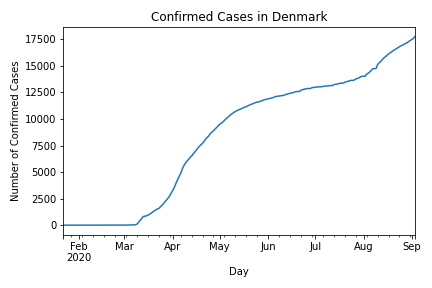 Confirmed Cases in Denmark
Number of Confirmed Cases
17500
15000
12500
10000
7500
5000
2500
0
Feb Mar Apr May Jun Jul Aug Sep
2020
Day